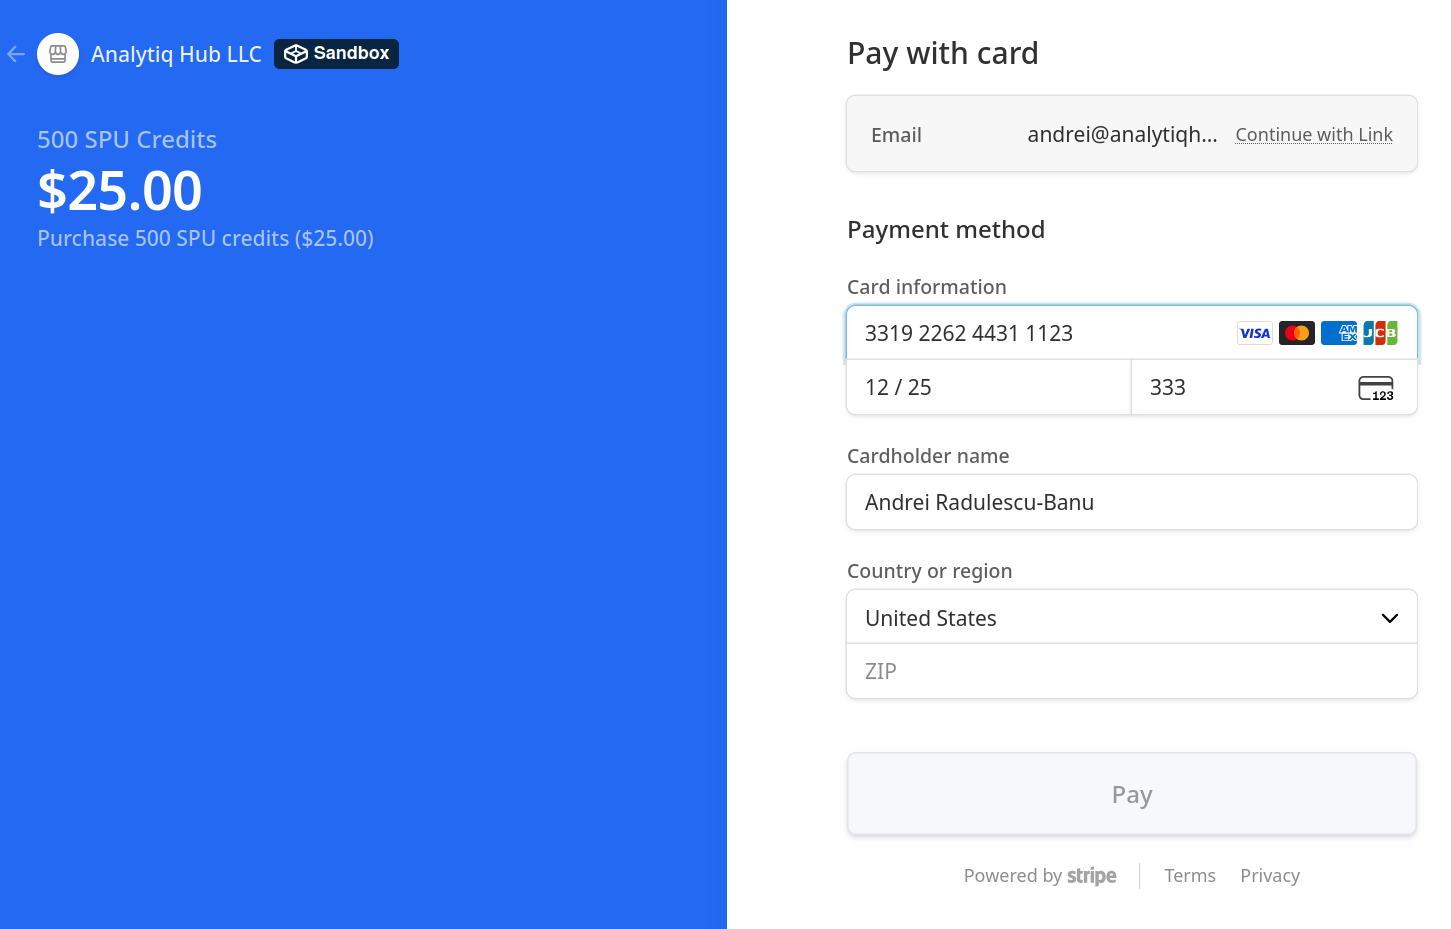 Analytiq Hub LLC Sandbox
500 SPU Credits
$25.00
Purchase 500 SPU credits ($25.00)
Pay with card
Email andrei@analytiqh... Continue with Link
Payment method
Card information
3319 2262 4431 1123 VISA AM EX JCB
12 / 25 333 123
Cardholder name
Andrei Radulescu-Banu
Country or region
United States
ZIP
Pay
Powered by stripe Terms Privacy